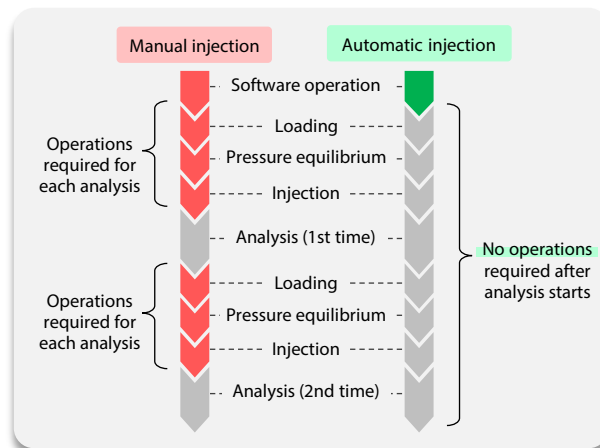 Manual injection
Automatic injection
Software operation
Loading
Operations
required for
each analysis
Pressure equilibrium
Injection
Analysis (1st time)
No operations
required after
analysis starts
Loading
Operations
required for
each analysis
Pressure equilibrium
Injection
Analysis (2nd time)